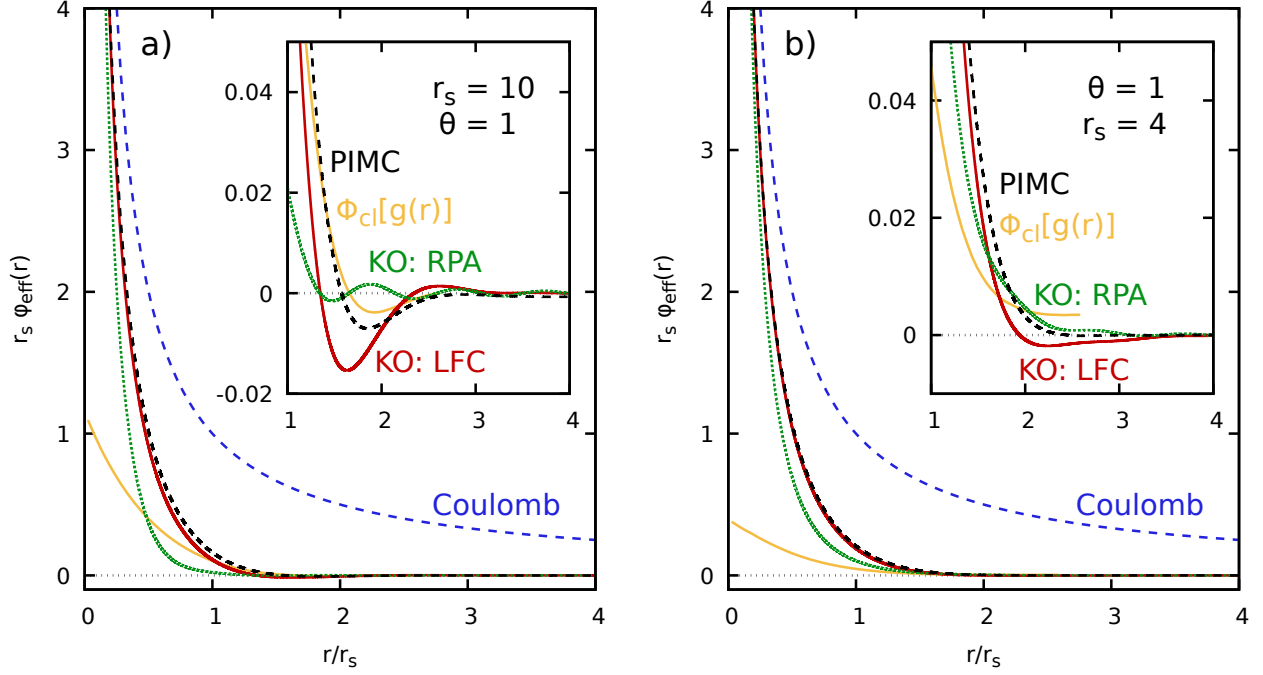 a)
r_s φ_eff(r)
4
3
2
1
0
0 1 2 3 4
r/r_s
Coulomb
r_s = 10
θ = 1
PIMC
Φ_cl[g(r)]
KO: RPA
KO: LFC
0.04
0.02
0
-0.02
1 2 3 4
b)
4
3
2
1
0
0 1 2 3 4
r/r_s
Coulomb
θ = 1
r_s = 4
PIMC
Φ_cl[g(r)]
KO: RPA
KO: LFC
0.04
0.02
0
1 2 3 4